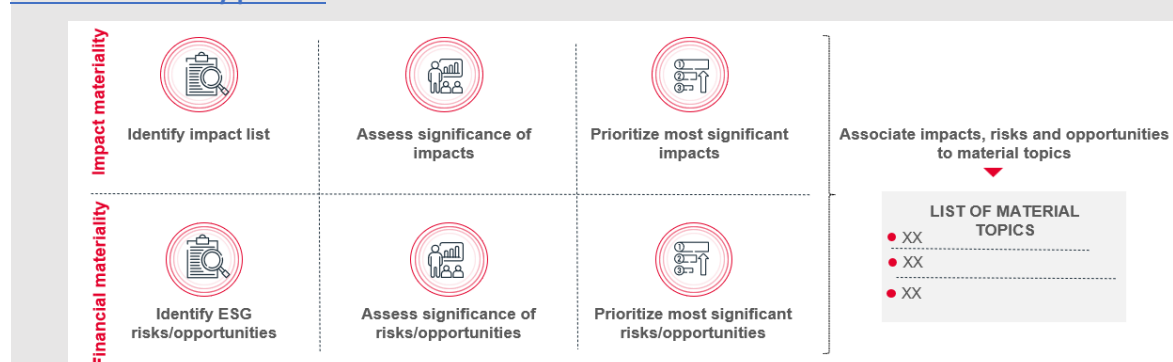 Impact materiality
Identify impact list
Assess significance of
impacts
Prioritize most significant
impacts
Financial materiality
Identify ESG
risks/opportunities
Assess significance of
risks/opportunities
Prioritize most significant
risks/opportunities
Associate impacts, risks and opportunities
to material topics
LIST OF MATERIAL
TOPICS
XX
XX
XX